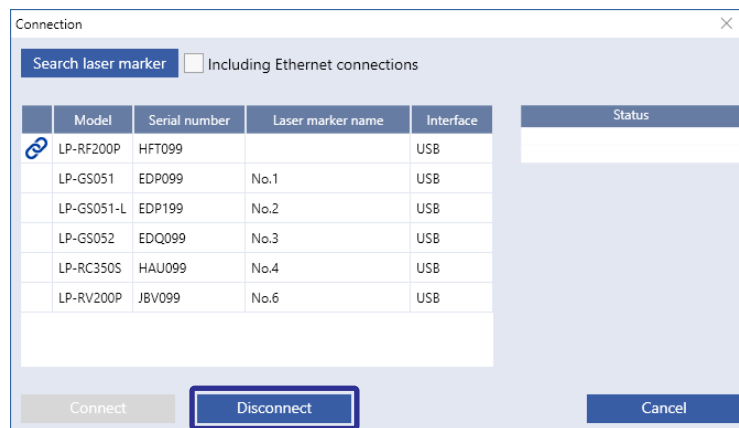 Connection
Search laser marker Including Ethernet connections
Model Serial number Laser marker name Interface Status
LP-RF200P HFT099 USB
LP-GS051 EDP099 No.1 USB
LP-GS051-L EDP199 No.2 USB
LP-GS052 EDQ099 No.3 USB
LP-RC350S HAU099 No.4 USB
LP-RV200P JBV099 No.6 USB
Connect Disconnect Cancel